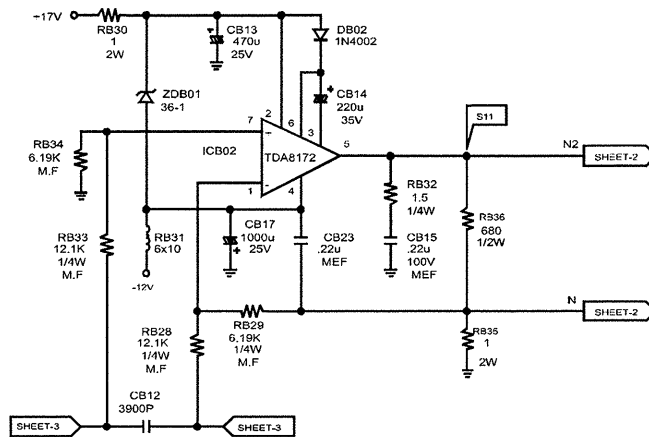 +17V
RB30
1
2W
CB13
470u
25V
DB02
1N4002
ZDB01
36-1
CB14
220u
35V
S11
2
6
3
7
+
5
N2
SHEET-2
RB34
6.19K
M.F
ICB02
TDA8172
-
1
4
RB32
1.5
1/4W
RB36
680
1/2W
RB33
12.1K
1/4W
M.F
RB31
6x10
CB17
1000u
25V
CB23
.22u
MEF
CB15
.22u
100V
MEF
-12V
N
SHEET-2
RB28
12.1K
1/4W
M.F
RB29
6.19K
1/4W
M.F
RB35
1
2W
CB12
3900P
SHEET-3
SHEET-3